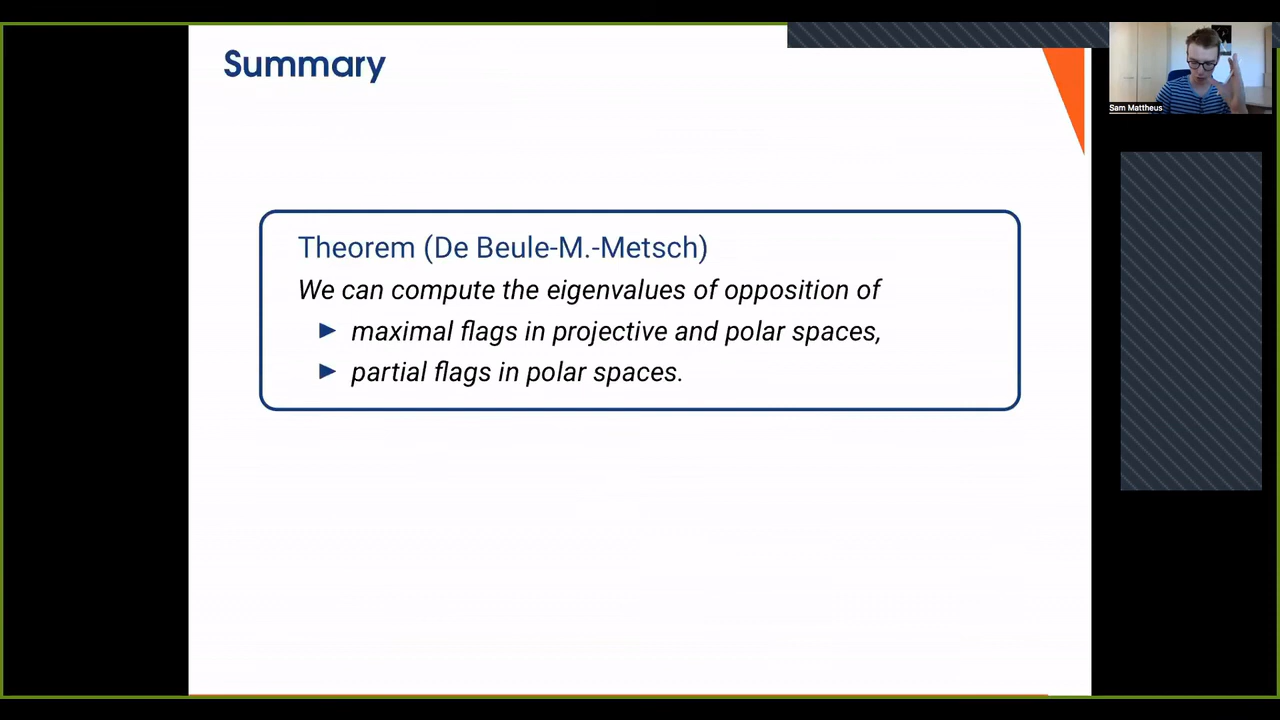 Summary
Sam Mattheus
Theorem (De Beule-M.-Metsch)
We can compute the eigenvalues of opposition of
maximal flags in projective and polar spaces,
partial flags in polar spaces.